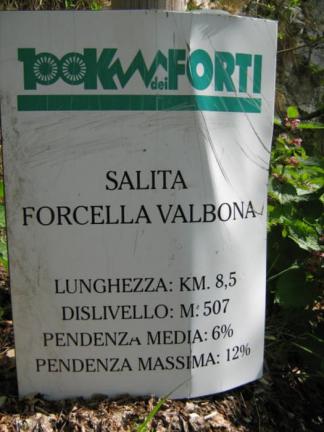 100Km dei FORTI
SALITA
FORCELLA VALBONA
LUNGHEZZA: KM. 8,5
DISLIVELLO: M. 507
PENDENZA MEDIA: 6%
PENDENZA MASSIMA: 12%